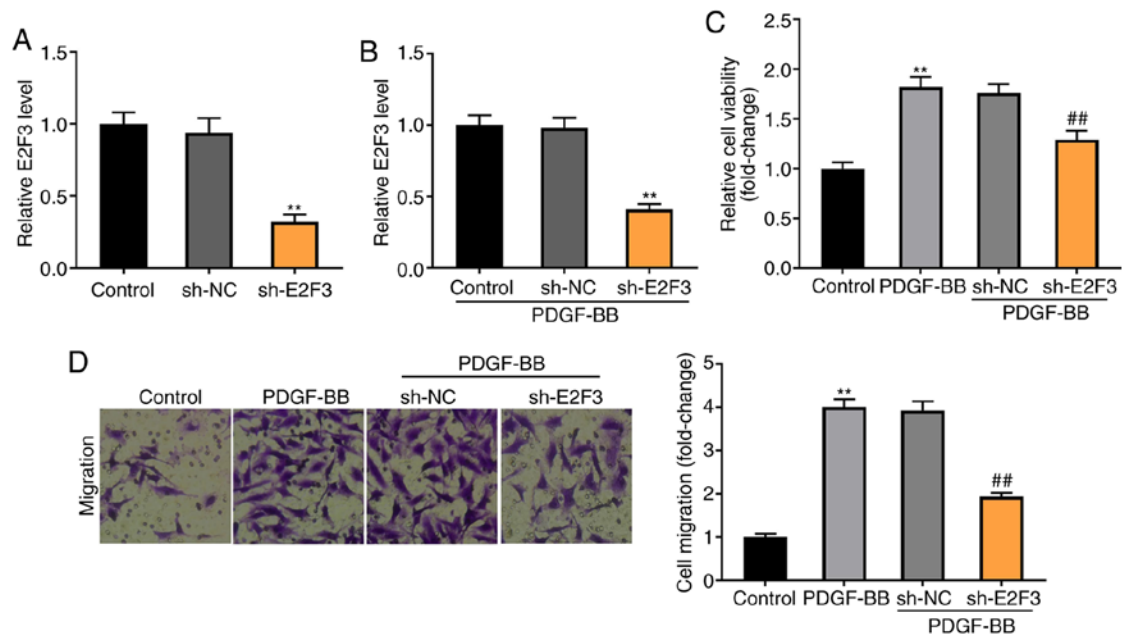 A
Relative E2F3 level
1.5
1.0
0.5
0.0
**
Control sh-NC sh-E2F3
B
Relative E2F3 level
1.5
1.0
0.5
0.0
**
Control sh-NC sh-E2F3
PDGF-BB
C
Relative cell viability
(fold-change)
2.5
2.0
1.5
1.0
0.5
0.0
**
##
Control PDGF-BB sh-NC sh-E2F3
PDGF-BB
D
PDGF-BB
Control PDGF-BB sh-NC sh-E2F3
Migration
Cell migration (fold-change)
5
4
3
2
1
0
**
##
Control PDGF-BB sh-NC sh-E2F3
PDGF-BB